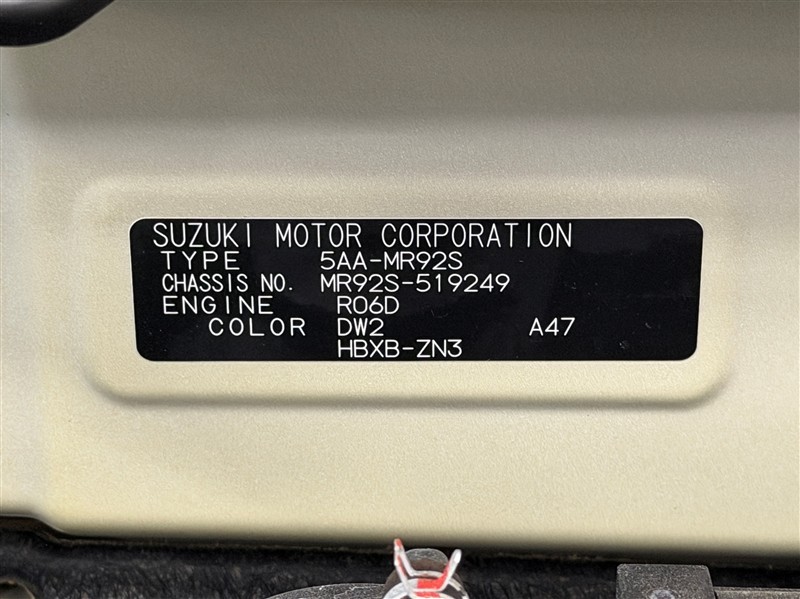 SUZUKI MOTOR CORPORATION
TYPE 5AA-MR92S
CHASSIS NO. MR92S-519249
ENGINE R06D
COLOR DW2 A47
HBXB-ZN3